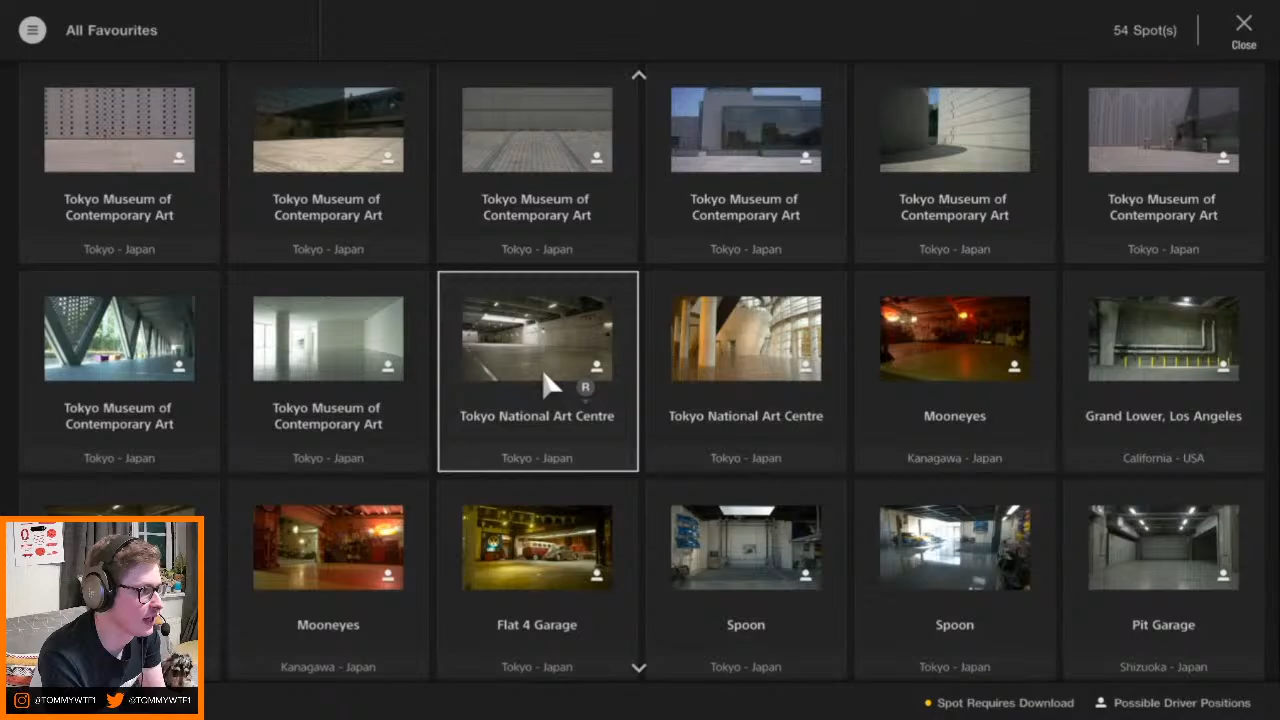 All Favourites
54 Spot(s)
Close
Tokyo Museum of
Contemporary Art
Tokyo - Japan
Tokyo Museum of
Contemporary Art
Tokyo - Japan
Tokyo Museum of
Contemporary Art
Tokyo - Japan
Tokyo Museum of
Contemporary Art
Tokyo - Japan
Tokyo Museum of
Contemporary Art
Tokyo - Japan
Tokyo Museum of
Contemporary Art
Tokyo - Japan
Tokyo Museum of
Contemporary Art
Tokyo - Japan
Tokyo Museum of
Contemporary Art
Tokyo - Japan
R
Tokyo National Art Centre
Tokyo - Japan
Tokyo National Art Centre
Tokyo - Japan
Mooneyes
Kanagawa - Japan
Grand Lower, Los Angeles
California - USA
Mooneyes
Kanagawa - Japan
Flat 4 Garage
Tokyo - Japan
Spoon
Tokyo - Japan
Spoon
Tokyo - Japan
Pit Garage
Shizuoka - Japan
@TOMMYWTF1 @TOMMYWTF1
Spot Requires Download
Possible Driver Positions